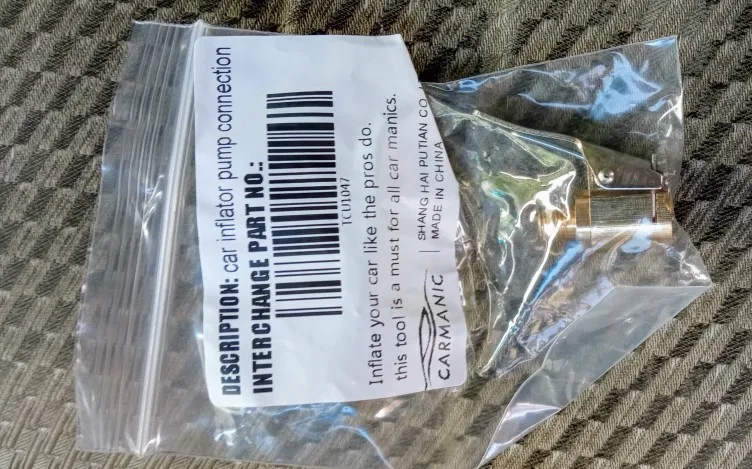 DESCRIPTION: car inflator pump connection
INTERCHANGE PART NO.:
TCU1047
Inflate your car like the pros do.
this tool is a must for all car manics.
CARMANIC
SHANG HAI PUTIAN CO
MADE IN CHINA